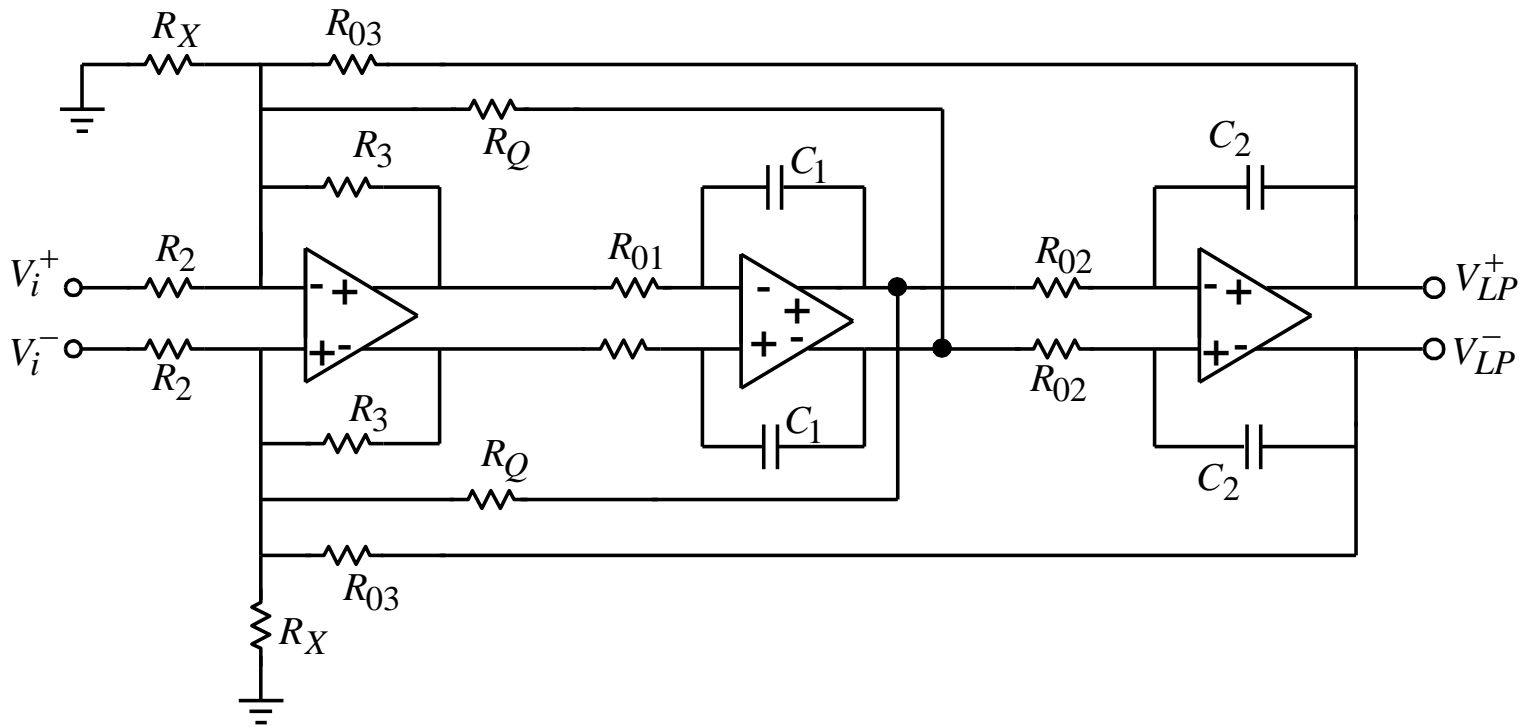 R_X
R_03
R_Q
R_3
C_1
C_2
V_i^+
R_2
- +
R_01
- +
R_02
- +
V_LP^+
V_i^-
R_2
+ -
+ -
R_02
+ -
V_LP^-
R_3
C_1
R_Q
C_2
R_03
R_X